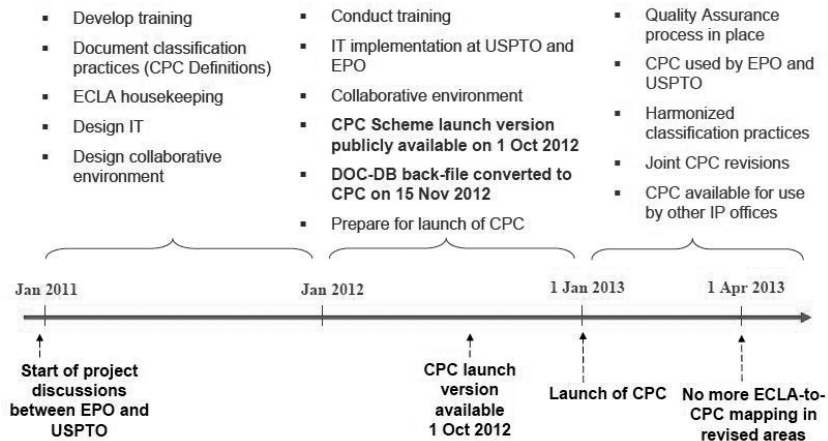 ▪ Develop training
▪ Document classification
practices (CPC Definitions)
▪ ECLA housekeeping
▪ Design IT
▪ Design collaborative
environment
▪ Conduct training
▪ IT implementation at USPTO and
EPO
▪ Collaborative environment
▪ CPC Scheme launch version
publicly available on 1 Oct 2012
▪ DOC-DB back-file converted to
CPC on 15 Nov 2012
▪ Prepare for launch of CPC
▪ Quality Assurance
process in place
▪ CPC used by EPO and
USPTO
▪ Harmonized
classification practices
▪ Joint CPC revisions
▪ CPC available for use
by other IP offices
Jan 2011
Jan 2012
1 Jan 2013
1 Apr 2013
Start of project
discussions
between EPO and
USPTO
CPC launch
version
available
1 Oct 2012
Launch of CPC
No more ECLA-to-
CPC mapping in
revised areas